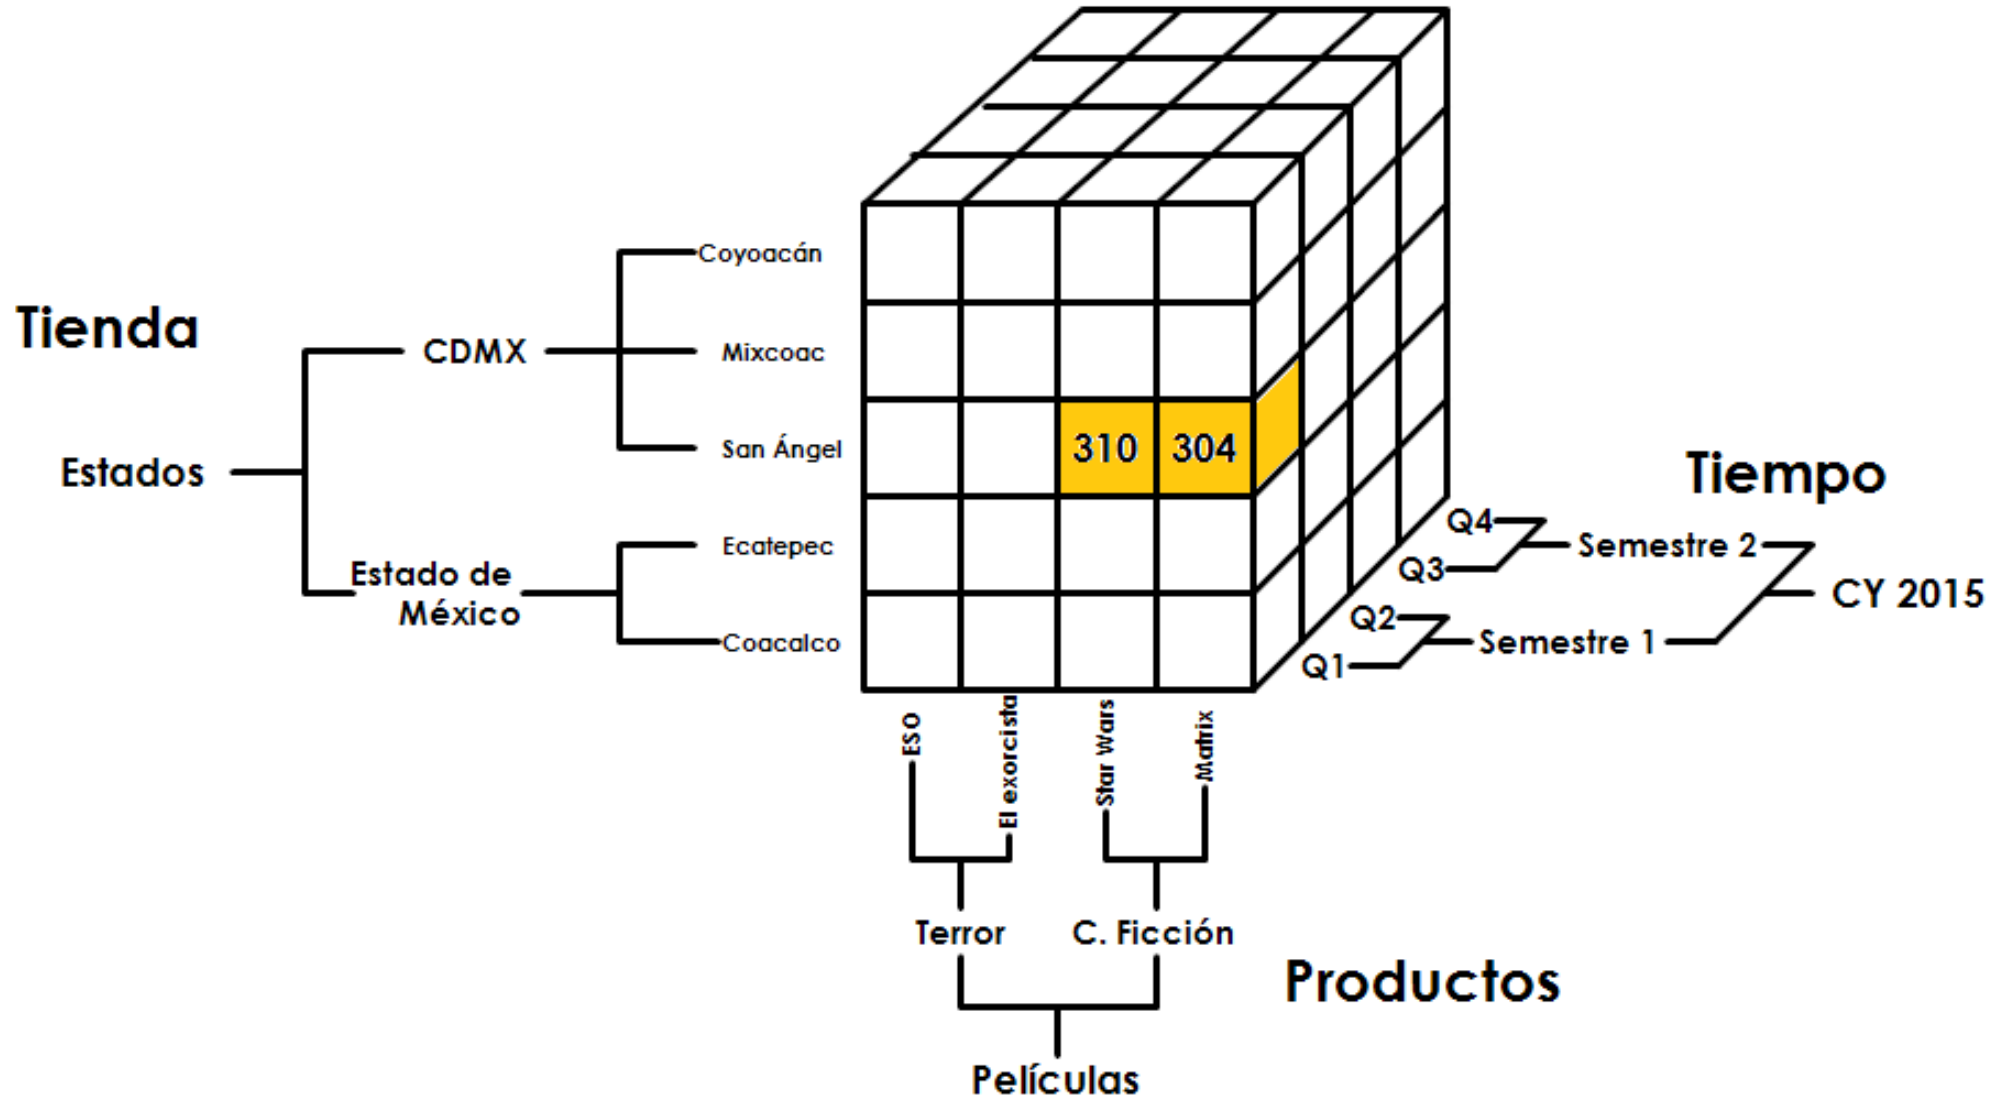 Tienda
Estados
CDMX
Estado de
México
Coyoacán
Mixcoac
San Ángel
Ecatepec
Coacalco
310 304
Tiempo
Q4
Q3
Q2
Q1
Semestre 2
Semestre 1
CY 2015
ESO
El exorcista
Star Wars
Matrix
Terror
C. Ficción
Productos
Películas